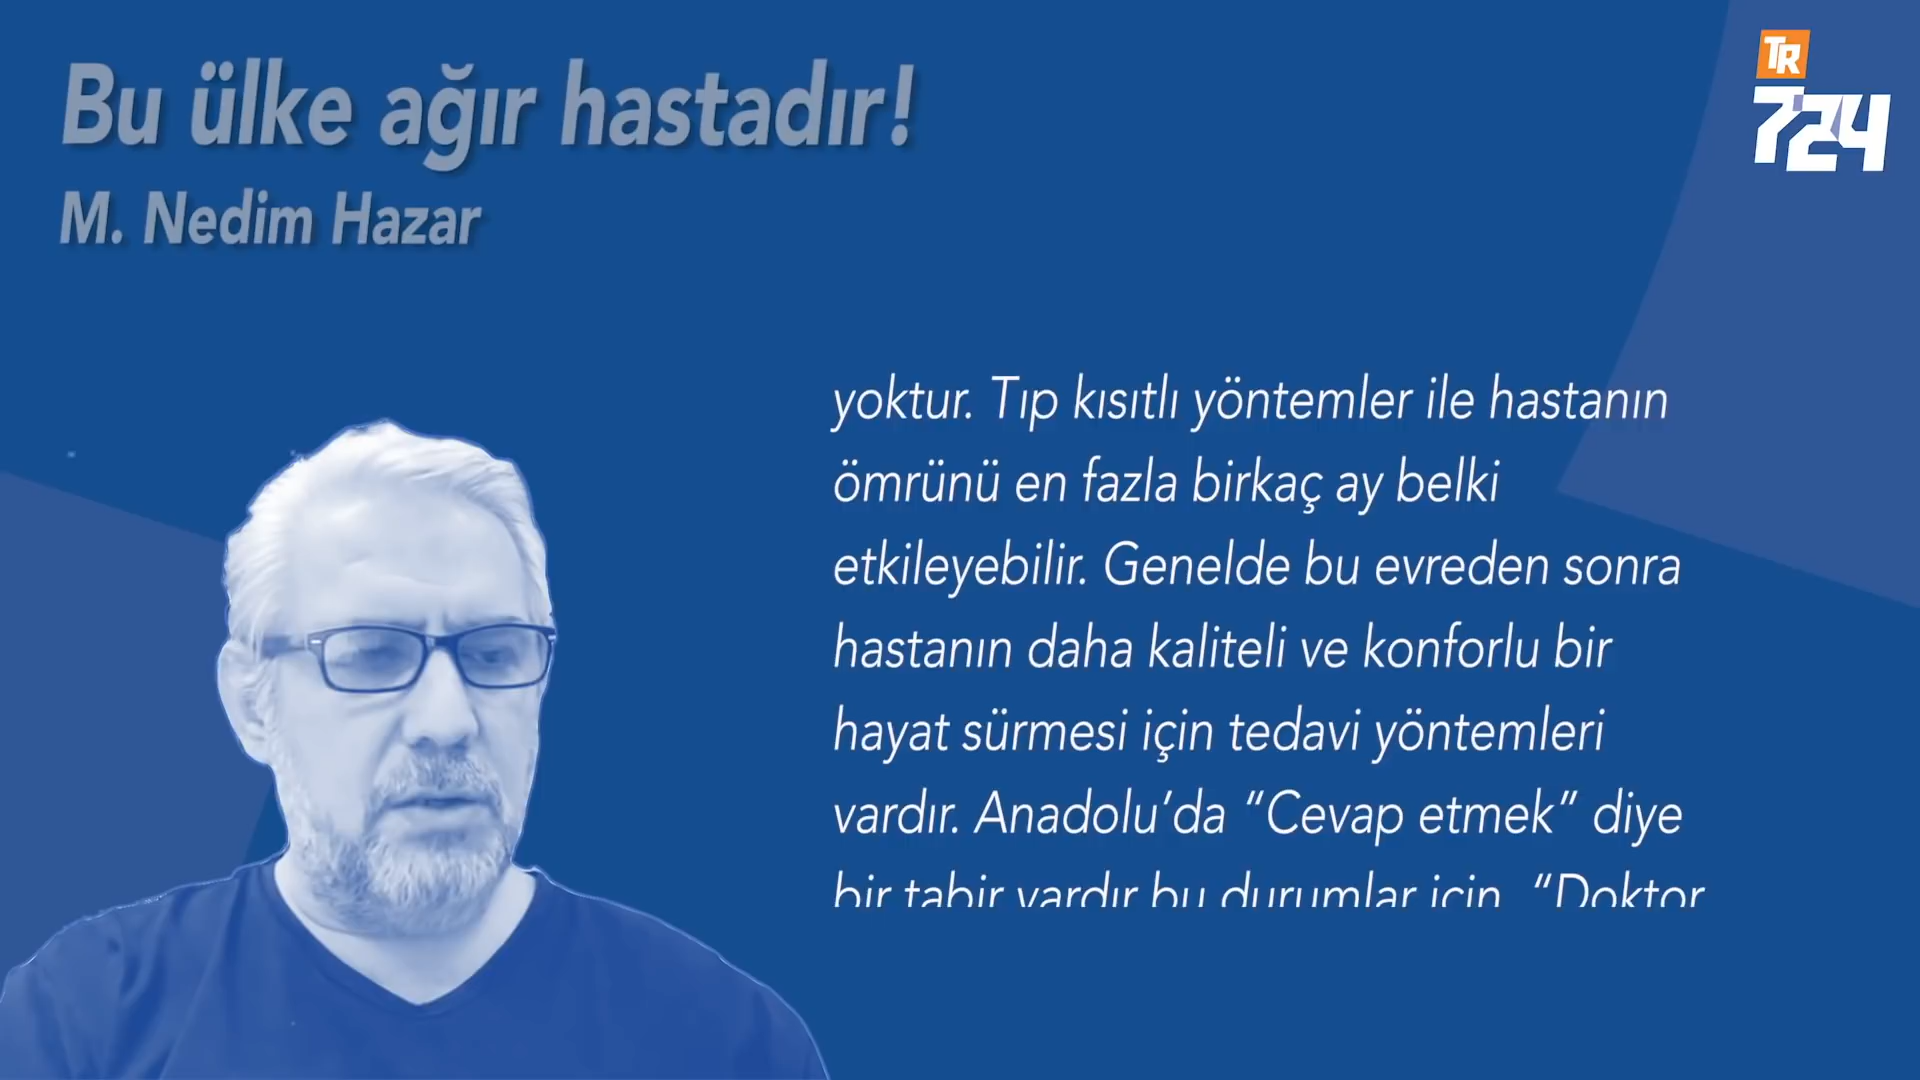 Bu ülke ağır hastadır!
M. Nedim Hazar
TR
724
yoktur. Tıp kısıtlı yöntemler ile hastanın
ömrünü en fazla birkaç ay belki
etkileyebilir. Genelde bu evreden sonra
hastanın daha kaliteli ve konforlu bir
hayat sürmesi için tedavi yöntemleri
vardır. Anadolu’da “Cevap etmek” diye
bir tabir vardır bu durumlar için. “Doktor